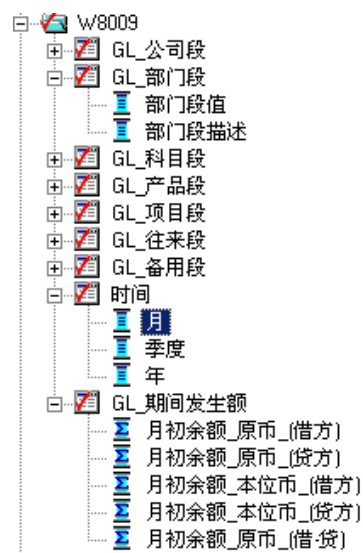 W8009
GL_公司段
GL_部门段
部门段值
部门段描述
GL_科目段
GL_产品段
GL_项目段
GL_往来段
GL_备用段
时间
月
季度
年
GL_期间发生额
月初余额_原币_(借方)
月初余额_原币_(贷方)
月初余额_本位币_(借方)
月初余额_本位币_(贷方)
月初余额_原币_(借-贷)